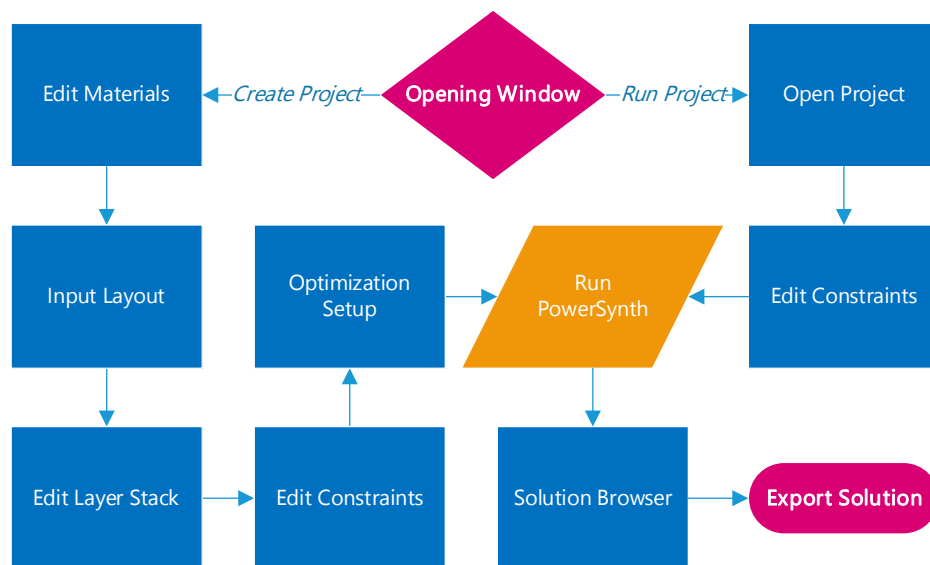 Edit Materials
Create Project
Opening Window
Run Project
Open Project
Input Layout
Optimization
Setup
Run
PowerSynth
Edit Constraints
Edit Layer Stack
Edit Constraints
Solution Browser
Export Solution